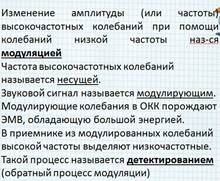 Изменение амплитуды (или частоты)
высокочастотных колебаний при помощи
колебаний низкой частоты наз-ся
модуляцией
Частота высокочастотных колебаний
называется несущей.
Звуковой сигнал называется модулирующим.
Модулирующие колебания в ОКК порождают
ЭМВ, обладающую большой энергией.
В приемнике из модулированных колебаний
высокой частоты выделяют низкочастотные.
Такой процесс называется детектированием
(обратный процесс модуляции)